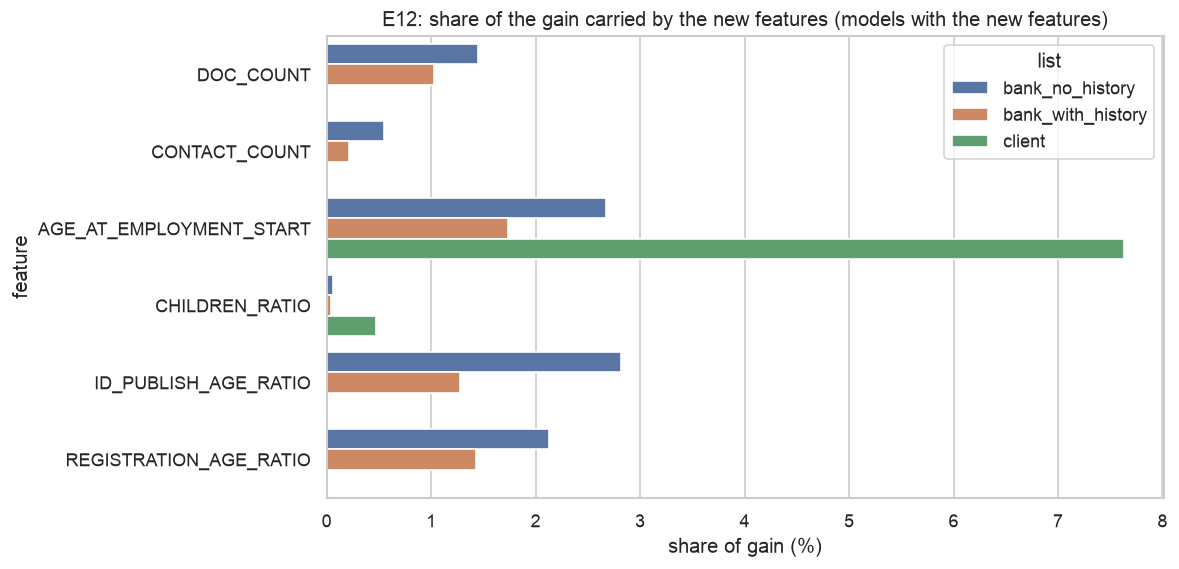 E12: share of the gain carried by the new features (models with the new features)
list
bank_no_history
bank_with_history
client
feature
DOC_COUNT
CONTACT_COUNT
AGE_AT_EMPLOYMENT_START
CHILDREN_RATIO
ID_PUBLISH_AGE_RATIO
REGISTRATION_AGE_RATIO
0 1 2 3 4 5 6 7 8
share of gain (%)